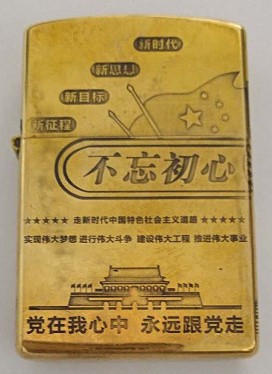 新时代
新思想
新目标
新征程
不忘初心
★★★★★ 走新时代中国特色社会主义道路 ★★★★★
实现伟大梦想 进行伟大斗争 建设伟大工程 推进伟大事业
党在我心中 永远跟党走